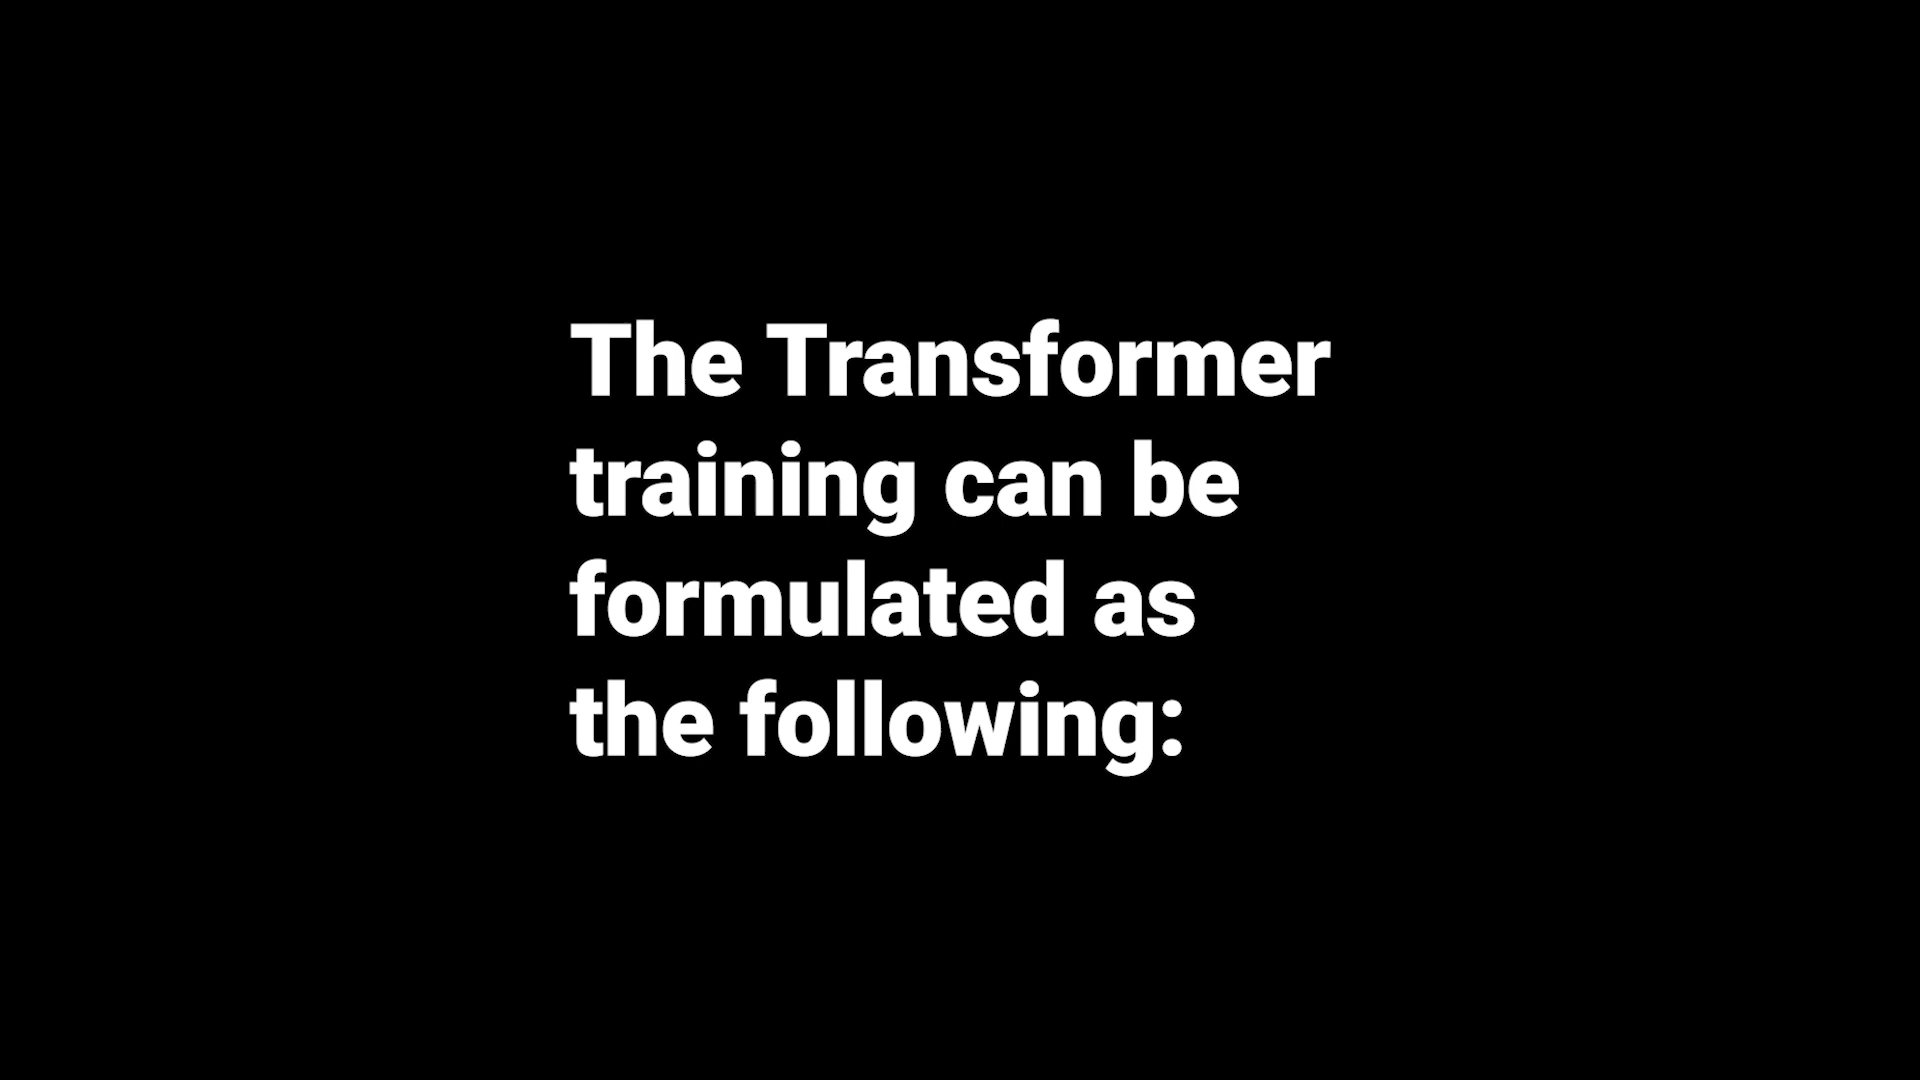 The Transformer
training can be
formulated as
the following: